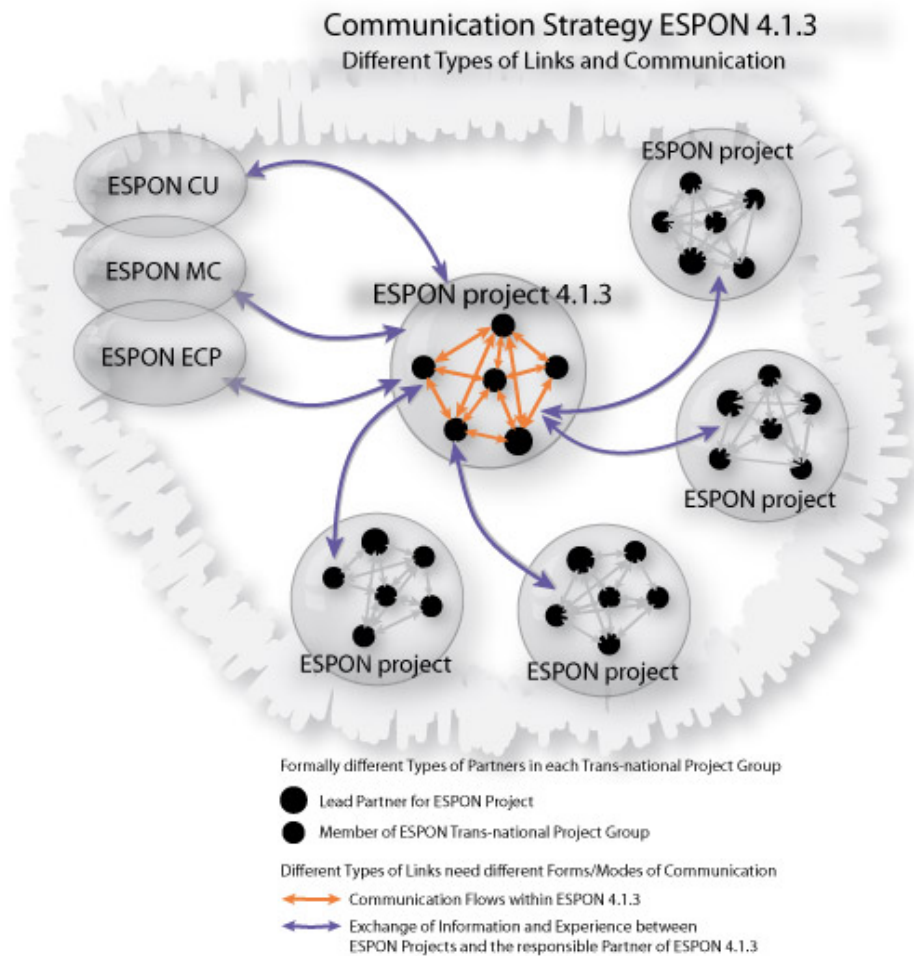 Communication Strategy ESPON 4.1.3
Different Types of Links and Communication
ESPON CU
ESPON MC
ESPON ECP
ESPON project 4.1.3
ESPON project
ESPON project
ESPON project
ESPON project
Formally different Types of Partners in each Trans-national Project Group
Lead Partner for ESPON Project
Member of ESPON Trans-national Project Group
Different Types of Links need different Forms/Modes of Communication
Communication Flows within ESPON 4.1.3
Exchange of Information and Experience between
ESPON Projects and the responsible Partner of ESPON 4.1.3